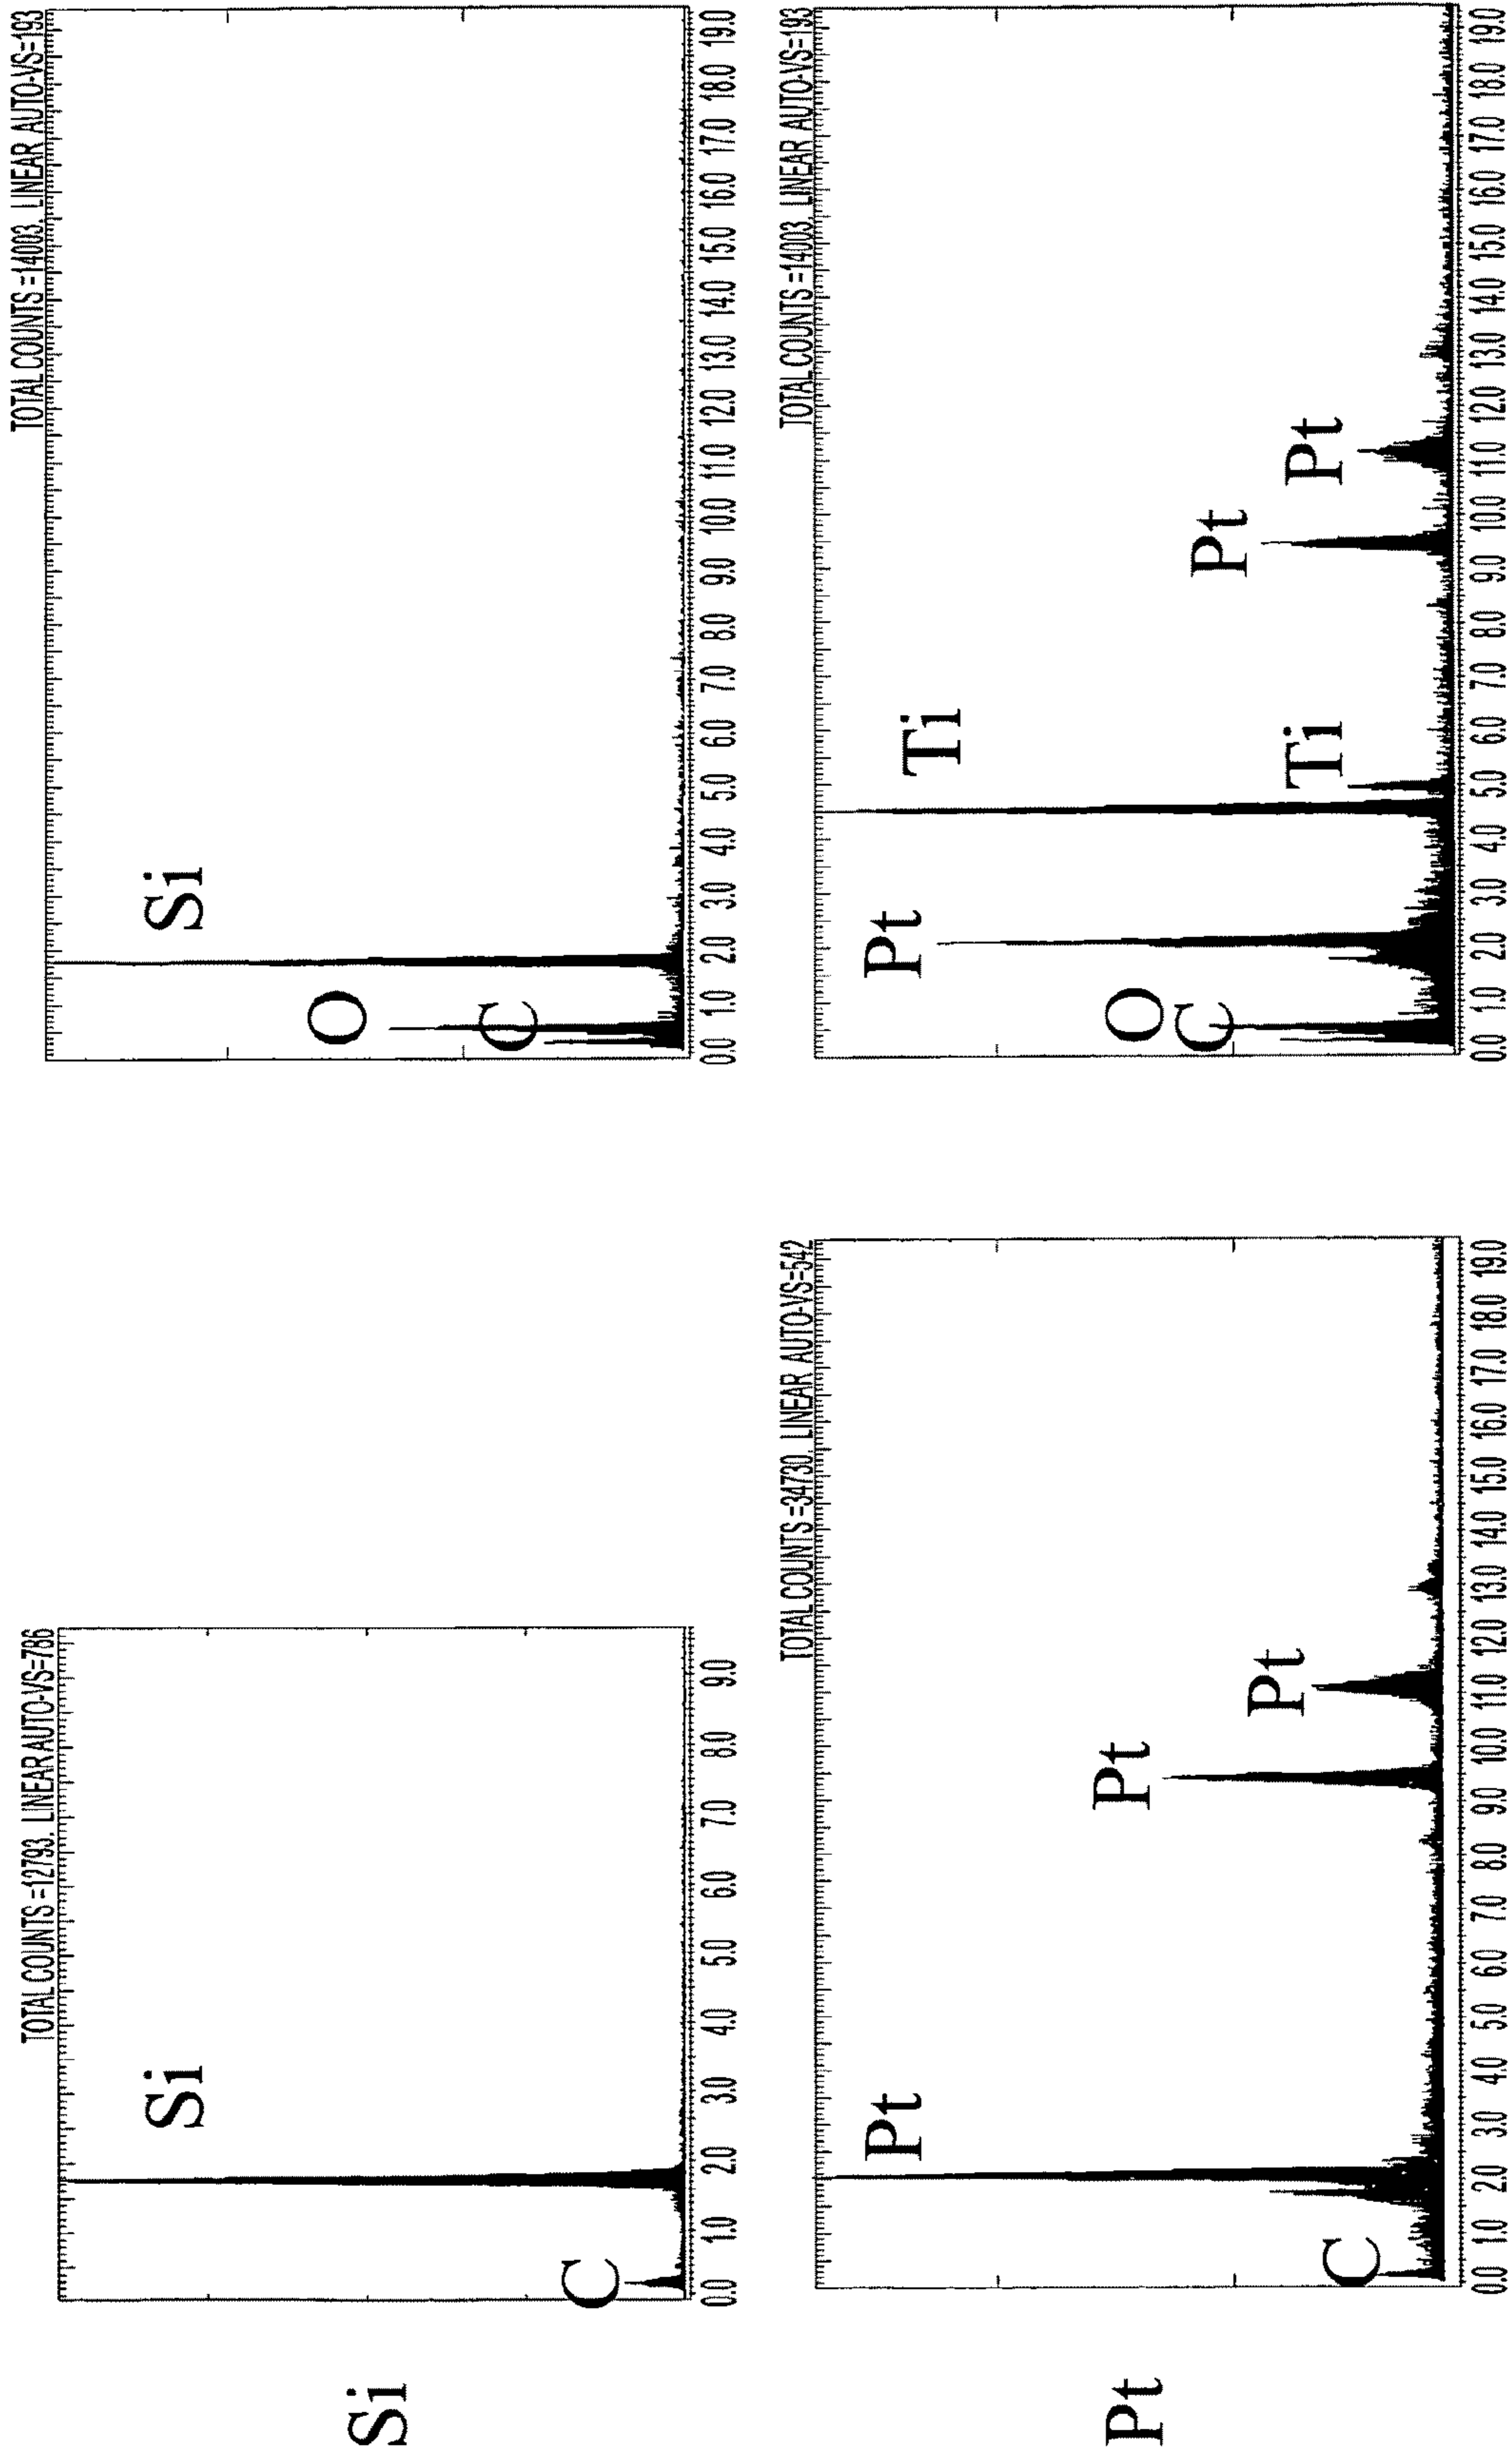 Si
TOTAL COUNTS =12793. LINEAR AUTO-VS=786
Si
C
0.0 1.0 2.0 3.0 4.0 5.0 6.0 7.0 8.0 9.0
TOTAL COUNTS =14003. LINEAR AUTO-VS=193
Si
O
C
0.0 1.0 2.0 3.0 4.0 5.0 6.0 7.0 8.0 9.0 10.0 11.0 12.0 13.0 14.0 15.0 16.0 17.0 18.0 19.0
Pt
TOTAL COUNTS =34730. LINEAR AUTO-VS=542
Pt
Pt
Pt
C
0.0 1.0 2.0 3.0 4.0 5.0 6.0 7.0 8.0 9.0 10.0 11.0 12.0 13.0 14.0 15.0 16.0 17.0 18.0 19.0
TOTAL COUNTS =14003. LINEAR AUTO-VS=193
Pt
Ti
O
C
Pt
Ti
Pt
0.0 1.0 2.0 3.0 4.0 5.0 6.0 7.0 8.0 9.0 10.0 11.0 12.0 13.0 14.0 15.0 16.0 17.0 18.0 19.0